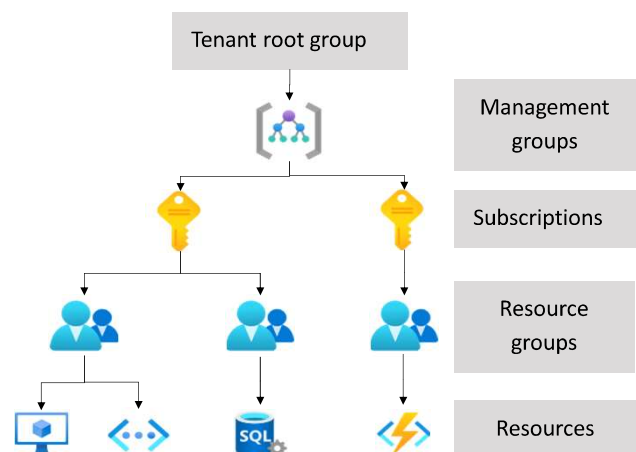 Tenant root group
Management
groups
Subscriptions
Resource
groups
SQL
Resources